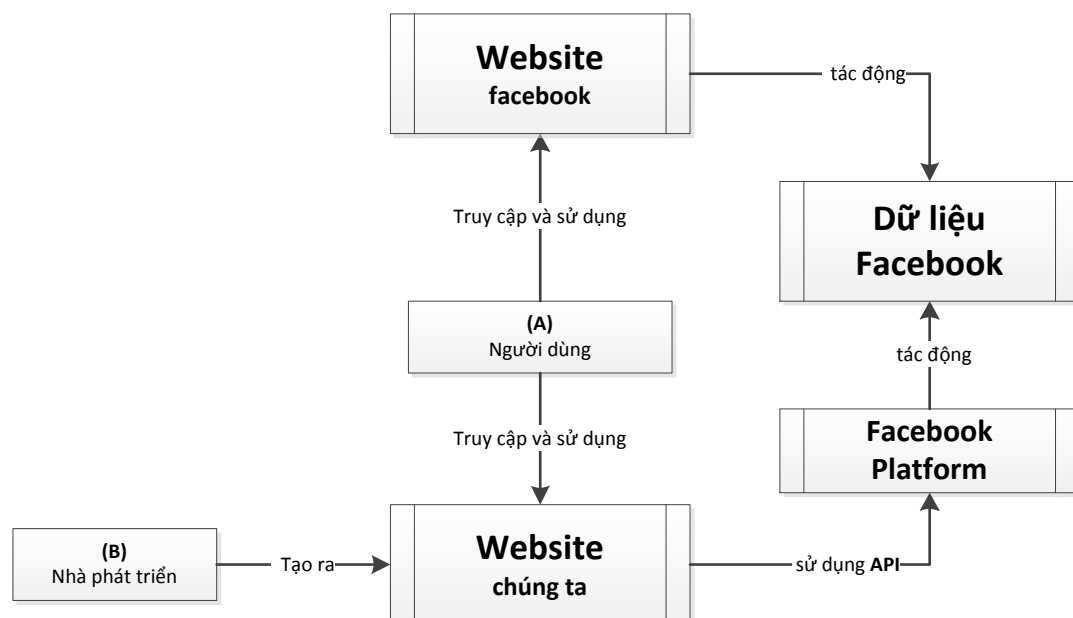 Website
facebook
tác động
Dữ liệu
Facebook
Truy cập và sử dụng
(A)
Người dùng
tác động
Truy cập và sử dụng
Facebook
Platform
(B)
Nhà phát triển
Tạo ra
Website
chúng ta
sử dụng API